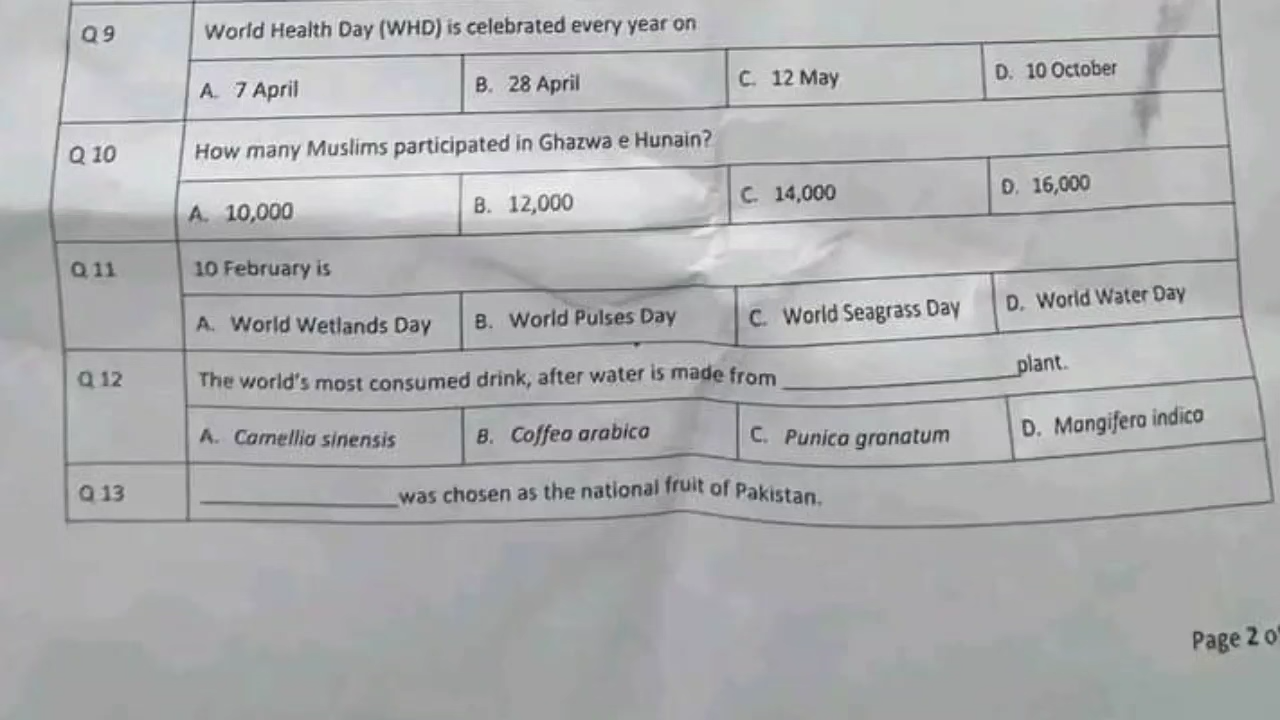 Q 9 World Health Day (WHD) is celebrated every year on
A. 7 April B. 28 April C. 12 May D. 10 October
Q 10 How many Muslims participated in Ghazwa e Hunain?
A. 10,000 B. 12,000 C. 14,000 D. 16,000
Q 11 10 February is
A. World Wetlands Day B. World Pulses Day C. World Seagrass Day D. World Water Day
Q 12 The world's most consumed drink, after water is made from ____________________ plant.
A. Camellia sinensis B. Coffea arabica C. Punica granatum D. Mangifera indica
Q 13 ________________ was chosen as the national fruit of Pakistan.
Page 2 of